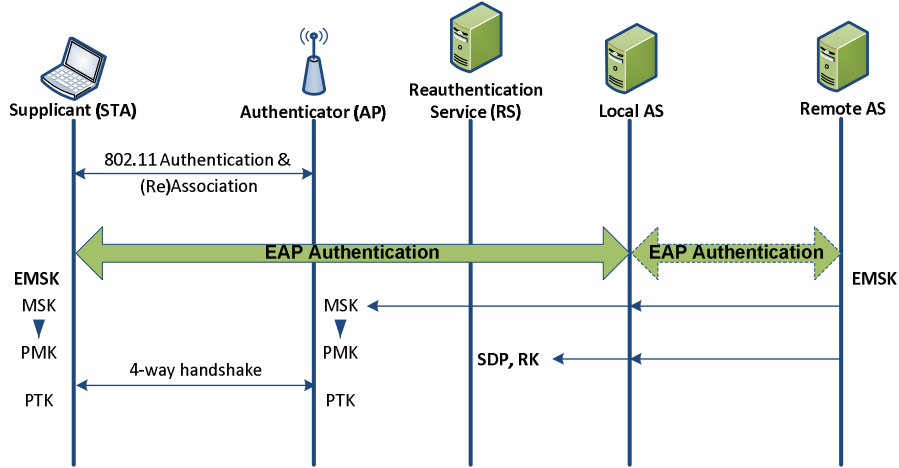 Supplicant (STA)
Authenticator (AP)
Reauthentication
Service (RS)
Local AS
Remote AS
802.11 Authentication &
(Re)Association
EAP Authentication
EAP Authentication
EMSK
EMSK
MSK
MSK
PMK
PMK
SDP, RK
4-way handshake
PTK
PTK